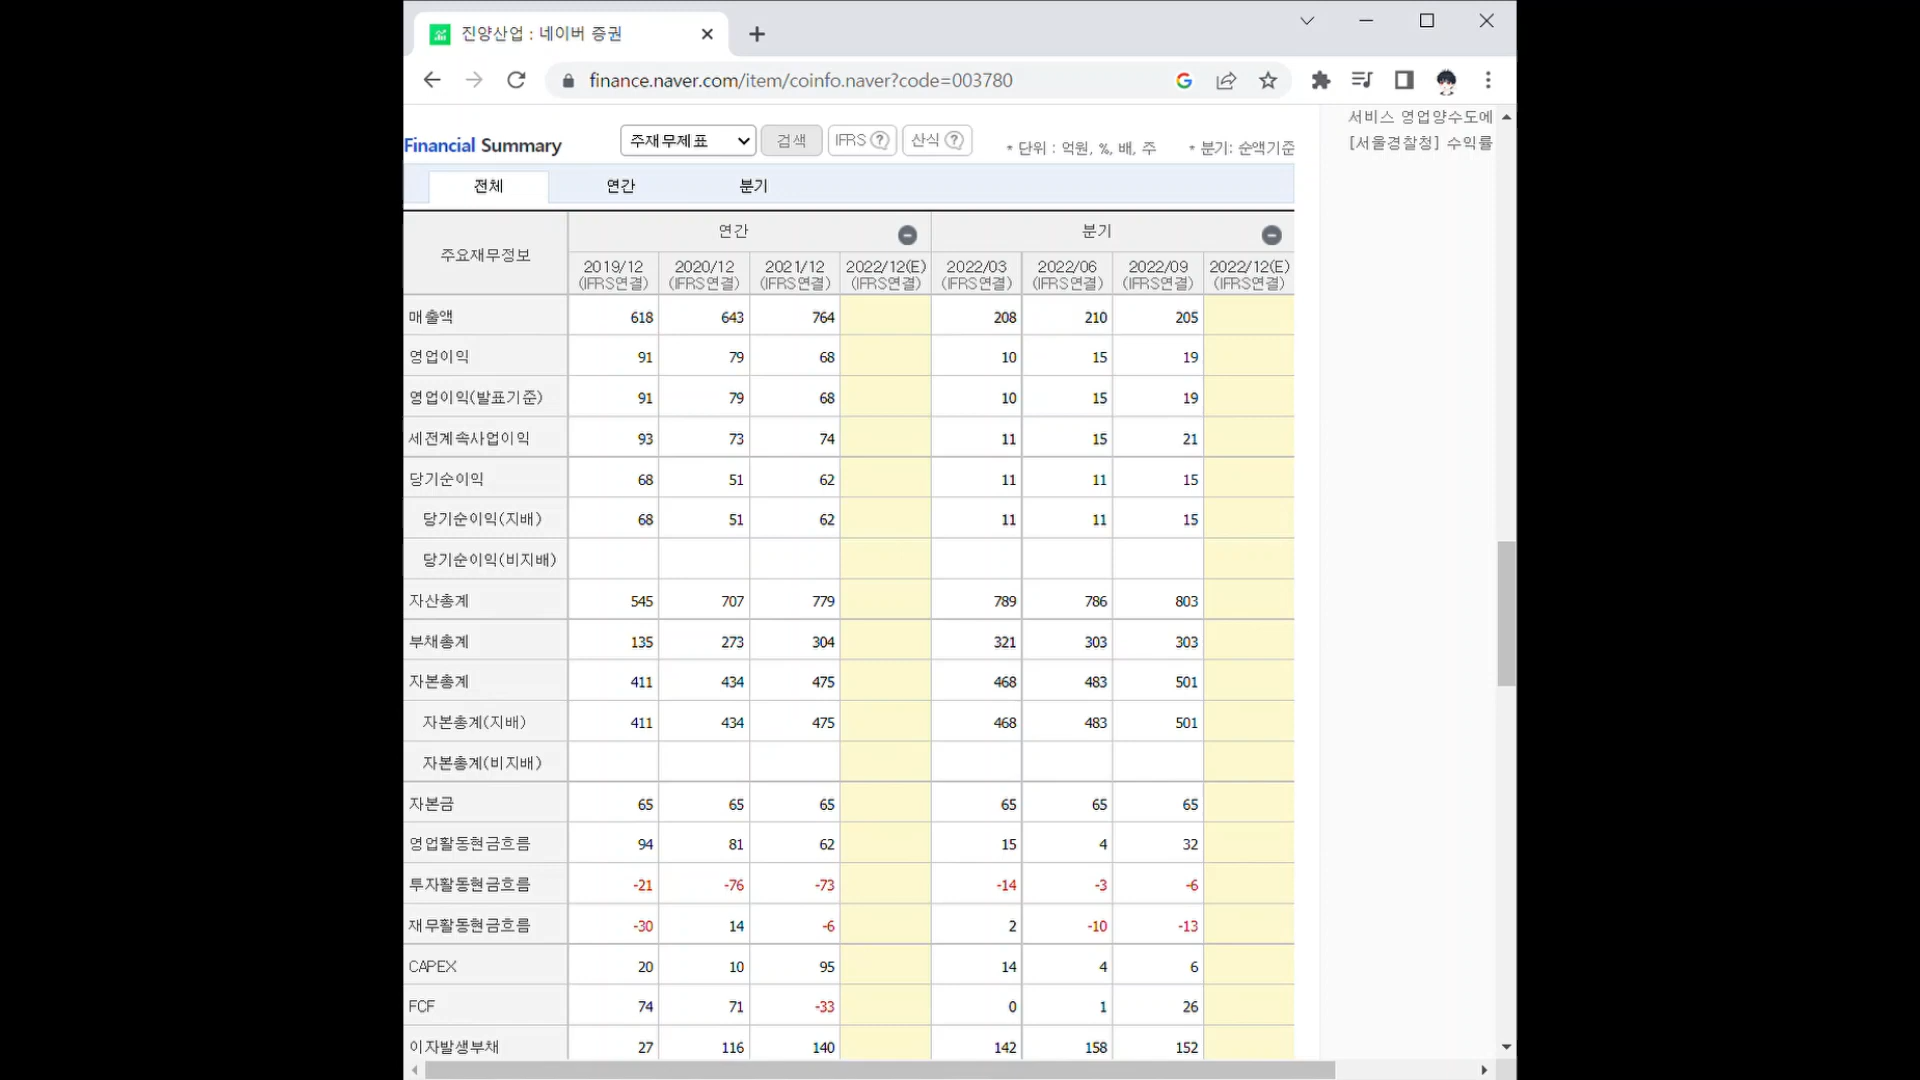 진양산업 : 네이버 증권
finance.naver.com/item/coinfo.naver?code=003780
서비스 영업양수도에
[서울경찰청] 수익률
Financial Summary 주재무제표 검색 IFRS ? 산식 ? * 단위 : 억원, %, 배, 주 * 분기: 순액기준
전체 연간 분기
주요재무정보 연간 분기
2019/12 2020/12 2021/12 2022/12(E) 2022/03 2022/06 2022/09 2022/12(E)
(IFRS연결) (IFRS연결) (IFRS연결) (IFRS연결) (IFRS연결) (IFRS연결) (IFRS연결) (IFRS연결)
매출액 618 643 764 208 210 205
영업이익 91 79 68 10 15 19
영업이익(발표기준) 91 79 68 10 15 19
세전계속사업이익 93 73 74 11 15 21
당기순이익 68 51 62 11 11 15
당기순이익(지배) 68 51 62 11 11 15
당기순이익(비지배)
자산총계 545 707 779 789 786 803
부채총계 135 273 304 321 303 303
자본총계 411 434 475 468 483 501
자본총계(지배) 411 434 475 468 483 501
자본총계(비지배)
자본금 65 65 65 65 65 65
영업활동현금흐름 94 81 62 15 4 32
투자활동현금흐름 -21 -76 -73 -14 -3 -6
재무활동현금흐름 -30 14 -6 2 -10 -13
CAPEX 20 10 95 14 4 6
FCF 74 71 -33 0 1 26
이자발생부채 27 116 140 142 158 152